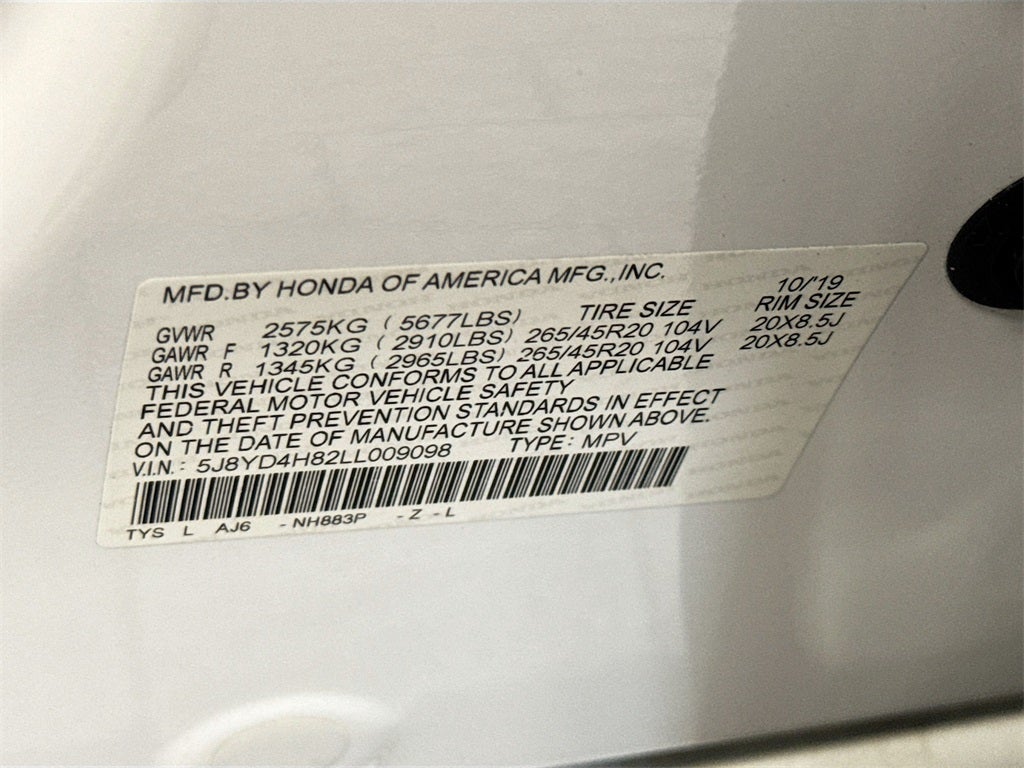 MFD.BY HONDA OF AMERICA MFG.,INC.
10/'19
TIRE SIZE RIM SIZE
GVWR 2575KG ( 5677LBS)
GAWR F 1320KG ( 2910LBS) 265/45R20 104V 20X8.5J
GAWR R 1345KG ( 2965LBS) 265/45R20 104V 20X8.5J
THIS VEHICLE CONFORMS TO ALL APPLICABLE
FEDERAL MOTOR VEHICLE SAFETY
AND THEFT PREVENTION STANDARDS IN EFFECT
ON THE DATE OF MANUFACTURE SHOWN ABOVE.
V.I.N.: 5J8YD4H82LL009098 TYPE: MPV
TYS L AJ6 -NH883P -Z-L